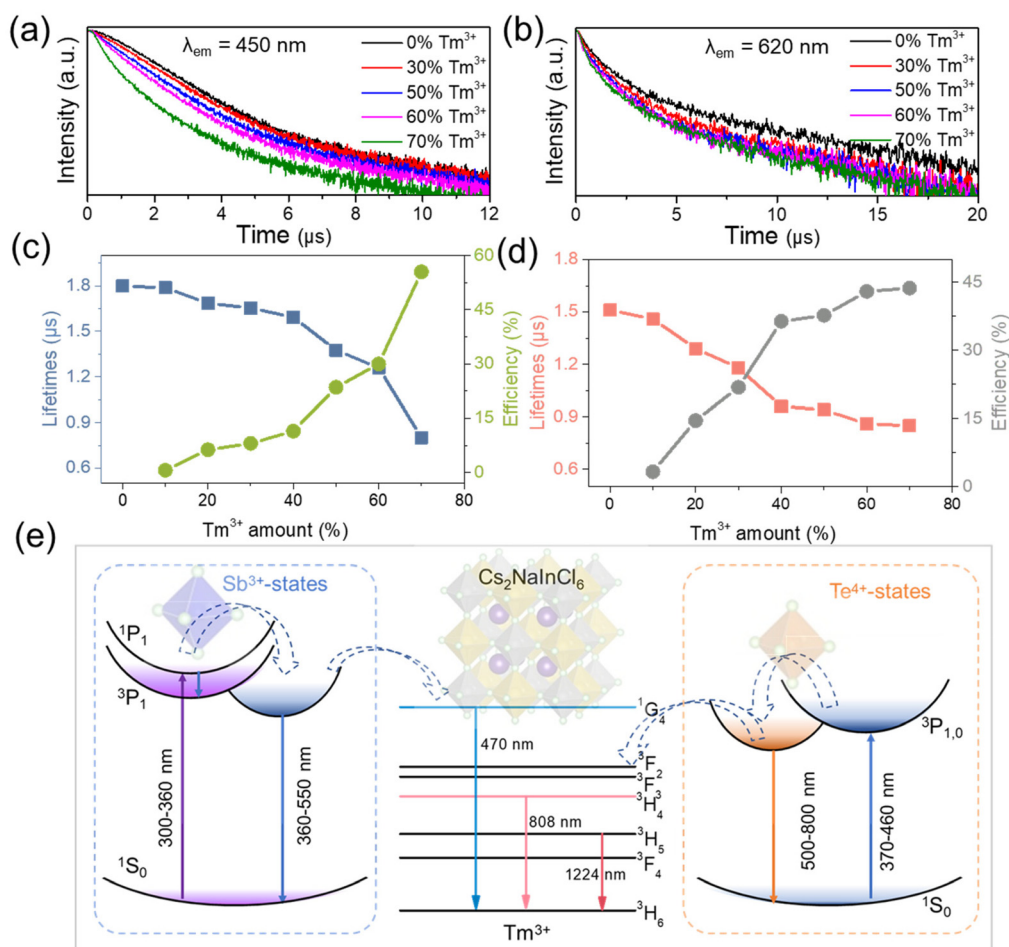 (a)
λem = 450 nm
0% Tm³⁺
30% Tm³⁺
50% Tm³⁺
60% Tm³⁺
70% Tm³⁺
Intensity (a.u.)
0 2 4 6 8 10 12
Time (μs)
(b)
λem = 620 nm
0% Tm³⁺
30% Tm³⁺
50% Tm³⁺
60% Tm³⁺
70% Tm³⁺
Intensity (a.u.)
0 5 10 15 20
Time (μs)
(c)
Lifetimes (μs)
1.8
1.5
1.2
0.9
0.6
Efficiency (%)
60
45
30
15
0
0 20 40 60 80
Tm³⁺ amount (%)
(d)
Lifetimes (μs)
1.8
1.5
1.2
0.9
0.6
Efficiency (%)
45
30
15
0
0 20 40 60 80
Tm³⁺ amount (%)
(e)
Sb³⁺-states
¹P₁
³P₁
300-360 nm
360-550 nm
¹S₀
Cs₂NaInCl₆
¹G₄
470 nm
³F₂
³F₃
³H₄
808 nm
³H₅
³F₄
1224 nm
³H₆
Tm³⁺
Te⁴⁺-states
³P₁,₀
500-800 nm
370-460 nm
¹S₀